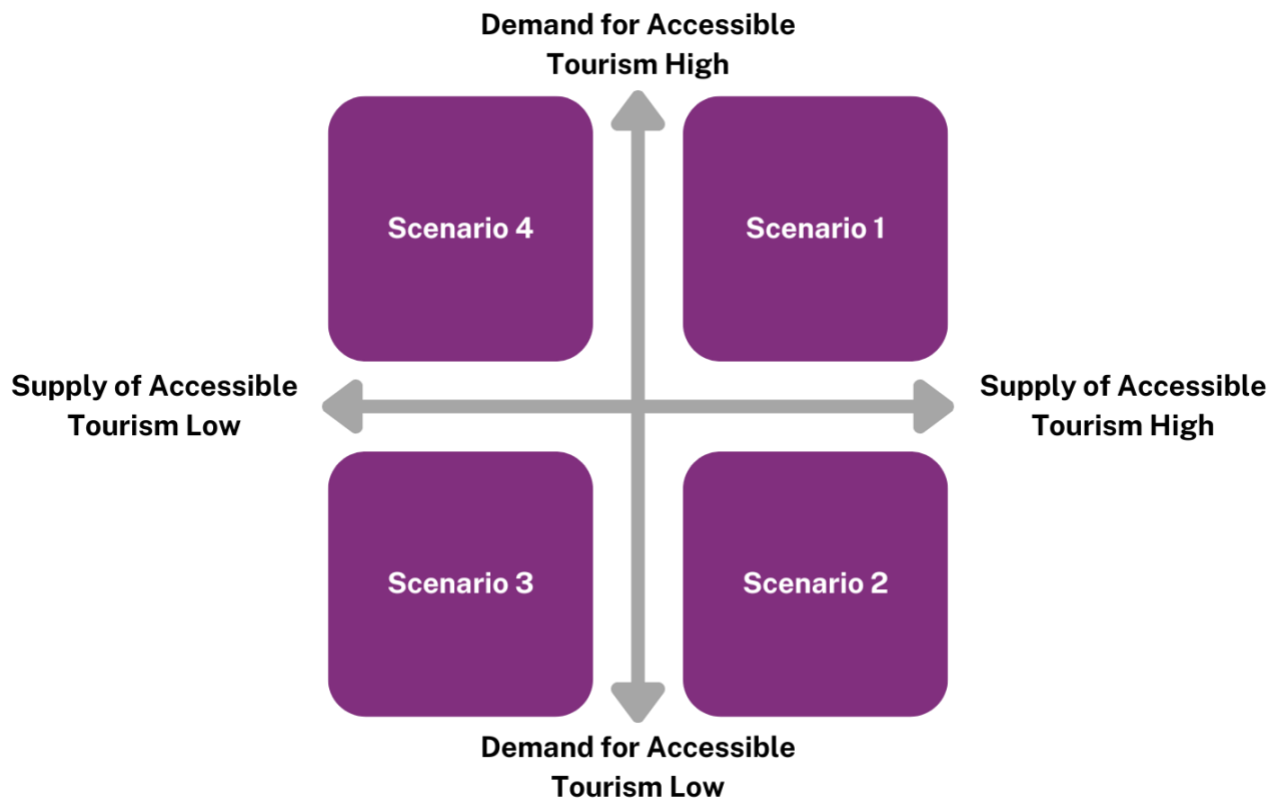 Demand for Accessible
Tourism High
Scenario 4
Scenario 1
Supply of Accessible
Tourism Low
Supply of Accessible
Tourism High
Scenario 3
Scenario 2
Demand for Accessible
Tourism Low